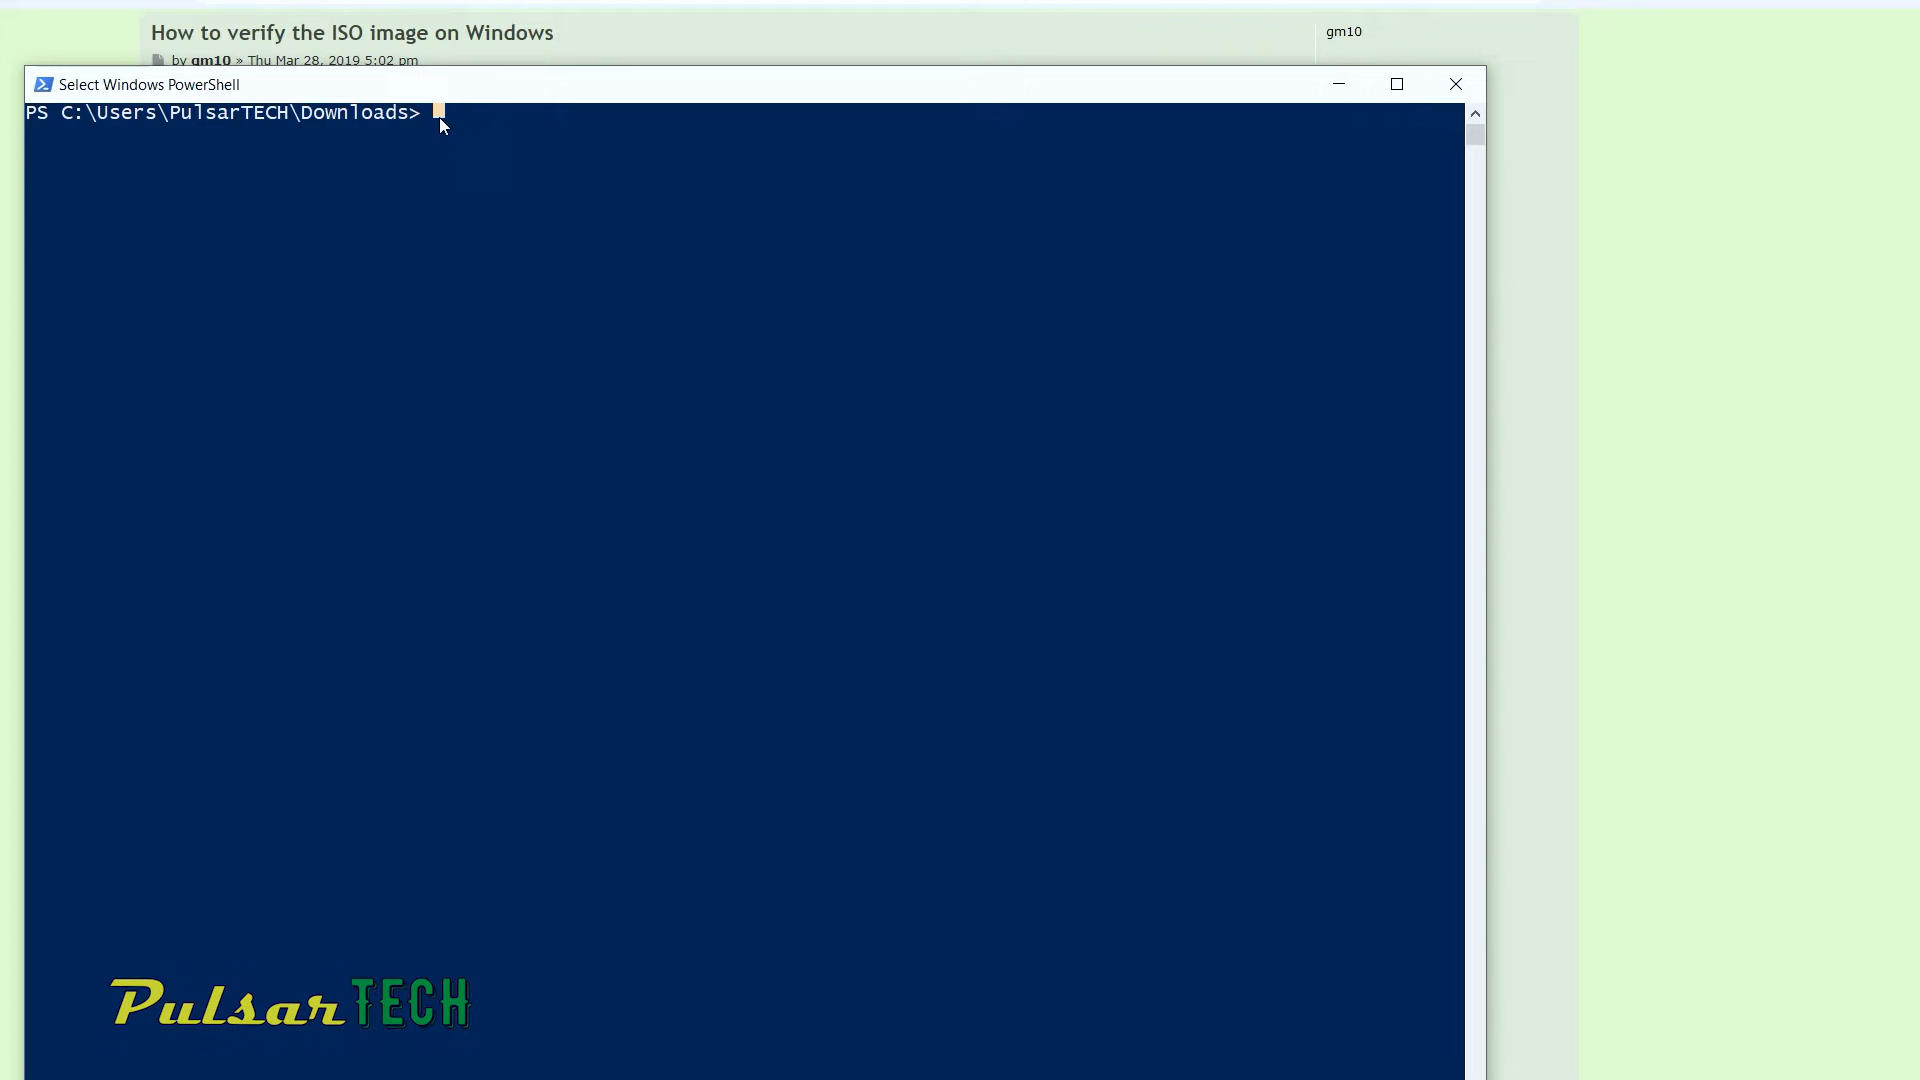 How to verify the ISO image on Windows
by gm10 » Thu Mar 28, 2019 5:02 pm
gm10
Select Windows PowerShell
PS C:\Users\PulsarTECH\Downloads>
PulsarTECH